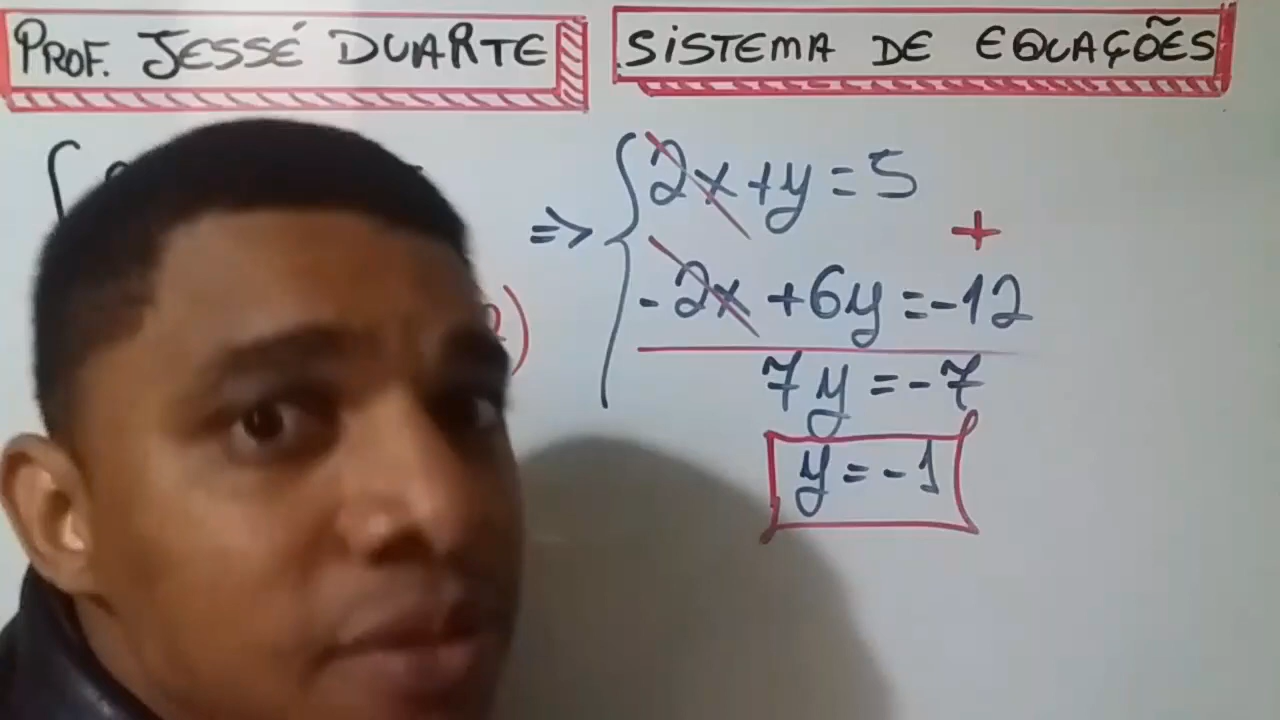 PROF. JESSÉ DUARTE
SISTEMA DE EQUAÇÕES
⇒ { 2x + y = 5
+
-2x + 6y = -12
7y = -7
y = -1